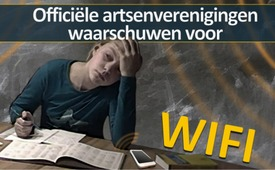 Officiële artsenverenigingen
waarschuwen voor
WIFI